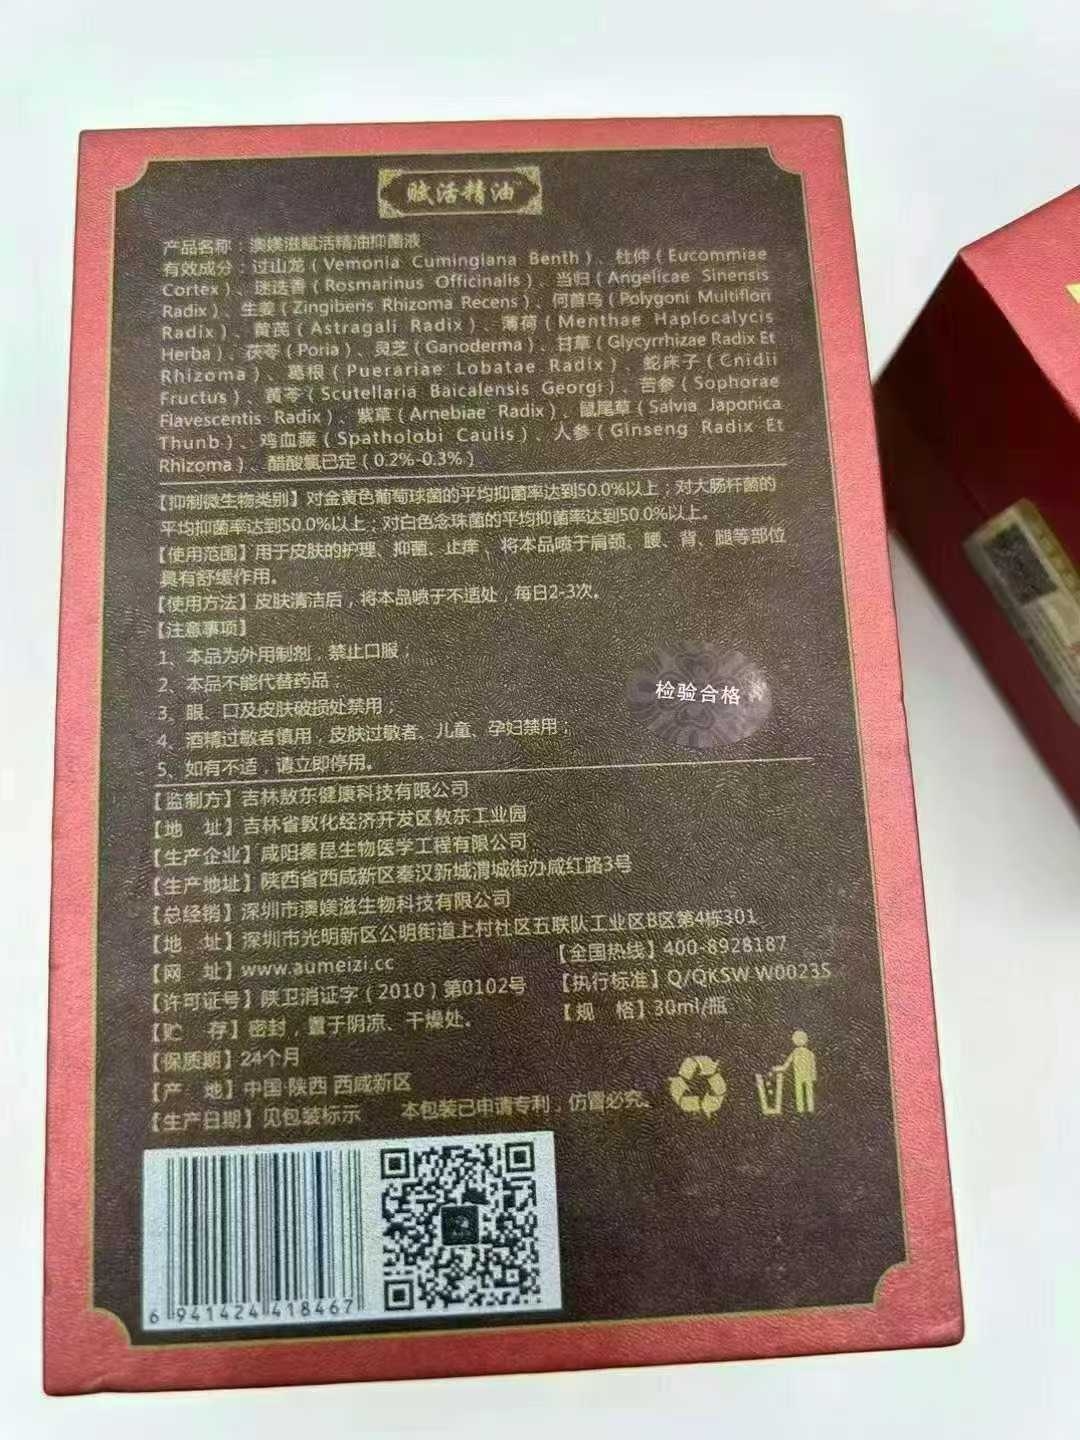 赋活精油
产品名称：澳媄滋赋活精油抑菌液
有效成分：过山龙（Vemonia Cumingiana Benth）、杜仲（Eucommiae
Cortex）、迷迭香（Rosmarinus Officinalis）、当归（Angelicae Sinensis
Radix）、生姜（Zingiberis Rhizoma Recens）、何首乌（Polygoni Multiflori
Radix）、黄芪（Astragali Radix）、薄荷（Menthae Haplocalycis
Herba）、茯苓（Poria）、灵芝（Ganoderma）、甘草（Glycyrrhizae Radix Et
Rhizoma）、葛根（Puerariae Lobatae Radix）、蛇床子（Cnidii
Fructus）、黄芩（Scutellaria Baicalensis Georgi）、苦参（Sophorae
Flavescentis Radix）、紫草（Arnebiae Radix）、鼠尾草（Salvia Japonica
Thunb）、鸡血藤（Spatholobi Caulis）、人参（Ginseng Radix Et
Rhizoma）、醋酸氯已定（0.2%-0.3%）
【抑制微生物类别】对金黄色葡萄球菌的平均抑菌率达到50.0%以上；对大肠杆菌的
平均抑菌率达到50.0%以上；对白色念珠菌的平均抑菌率达到50.0%以上。
【使用范围】用于皮肤的护理、抑菌、止痒，将本品喷于肩颈、腰、背、腿等部位
具有舒缓作用。
【使用方法】皮肤清洁后，将本品喷于不适处，每日2-3次。
【注意事项】
1、本品为外用制剂，禁止口服；
2、本品不能代替药品；
3、眼、口及皮肤破损处禁用；
4、酒精过敏者慎用，皮肤过敏者、儿童、孕妇禁用；
5、如有不适，请立即停用。
检验合格
【监制方】吉林敖东健康科技有限公司
【地 址】吉林省敦化经济开发区敖东工业园
【生产企业】咸阳秦昆生物医学工程有限公司
【生产地址】陕西省西咸新区秦汉新城渭城街办咸红路3号
【总经销】深圳市澳媄滋生物科技有限公司
【地 址】深圳市光明新区公明街道上村社区五联队工业区B区第4栋301
【网 址】www.aumeizi.cc 【全国热线】400-8928187
【许可证号】陕卫消证字（2010）第0102号 【执行标准】Q/QKSW W0023S
【贮 存】密封，置于阴凉、干燥处。 【规 格】30ml/瓶
【保质期】24个月
【产 地】中国·陕西 西咸新区
【生产日期】见包装标示 本包装已申请专利，仿冒必究。
6 941424 418467